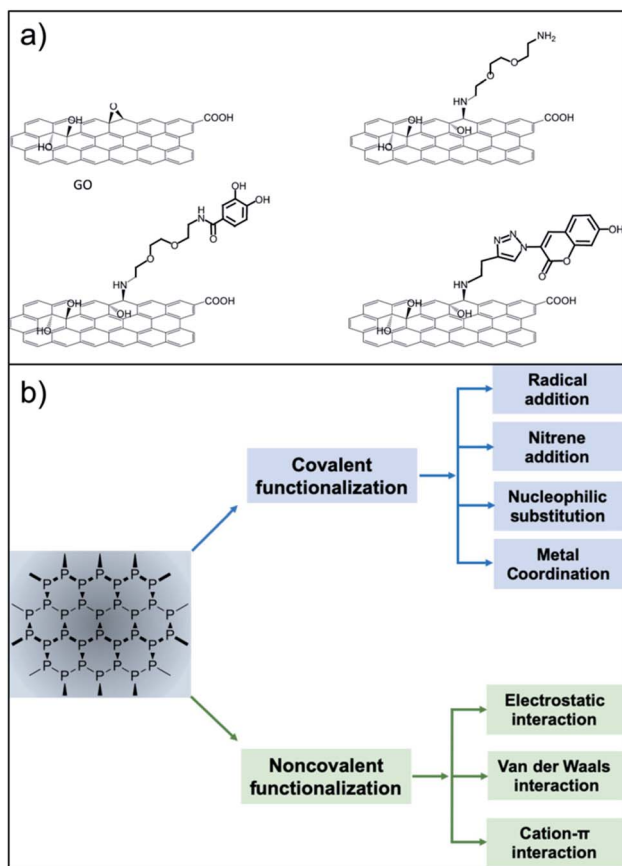 a)
O
OH
COOH
HO
GO
NH₂
O
O
HN
OH
OH
COOH
HO
OH
H
N
OH
O
O
O
HN
OH
OH
COOH
HO
N=N
N
OH
O
O
HN
OH
OH
COOH
HO
b)
P P P
P P P P
P P P P
P P P P P
P P P P P
P P P P
P P P P
P P P
Covalent
functionalization
Radical
addition
Nitrene
addition
Nucleophilic
substitution
Metal
Coordination
Noncovalent
functionalization
Electrostatic
interaction
Van der Waals
interaction
Cation-π
interaction